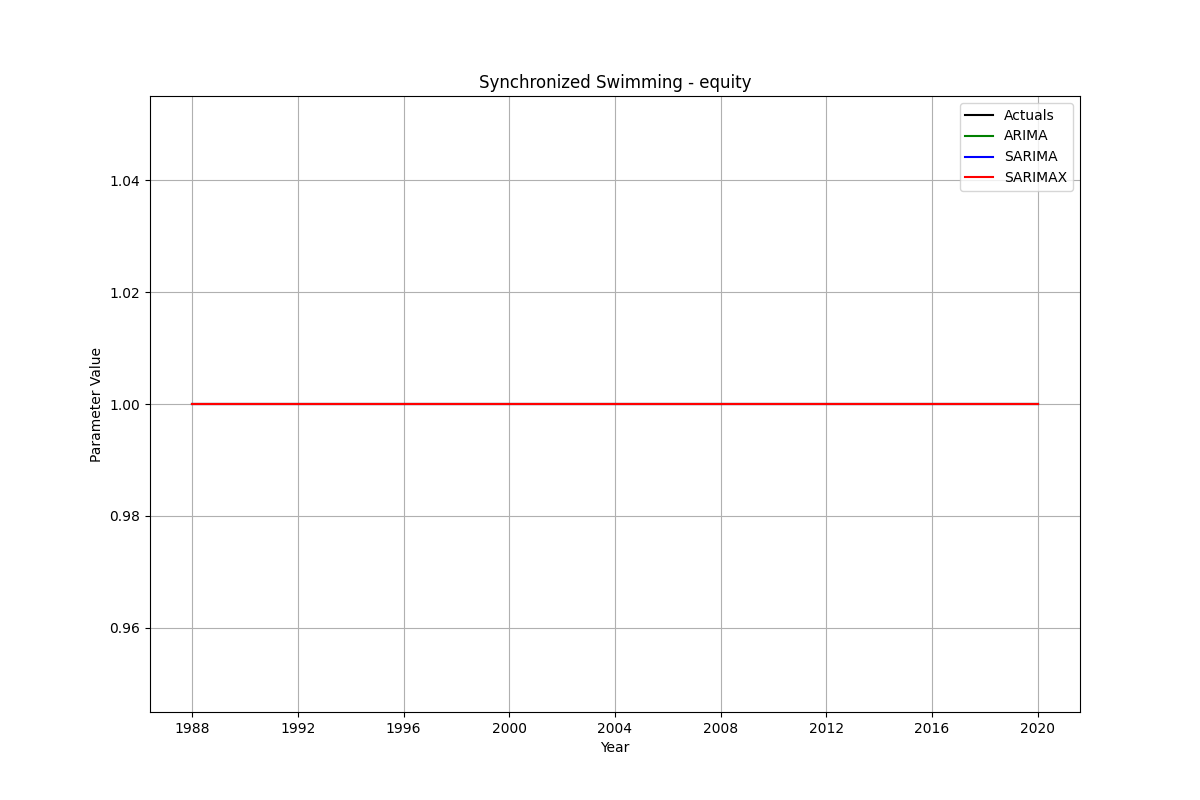 Synchronized Swimming - equity
Actuals
ARIMA
SARIMA
SARIMAX
1.04
1.02
1.00
0.98
0.96
Parameter Value
1988 1992 1996 2000 2004 2008 2012 2016 2020
Year